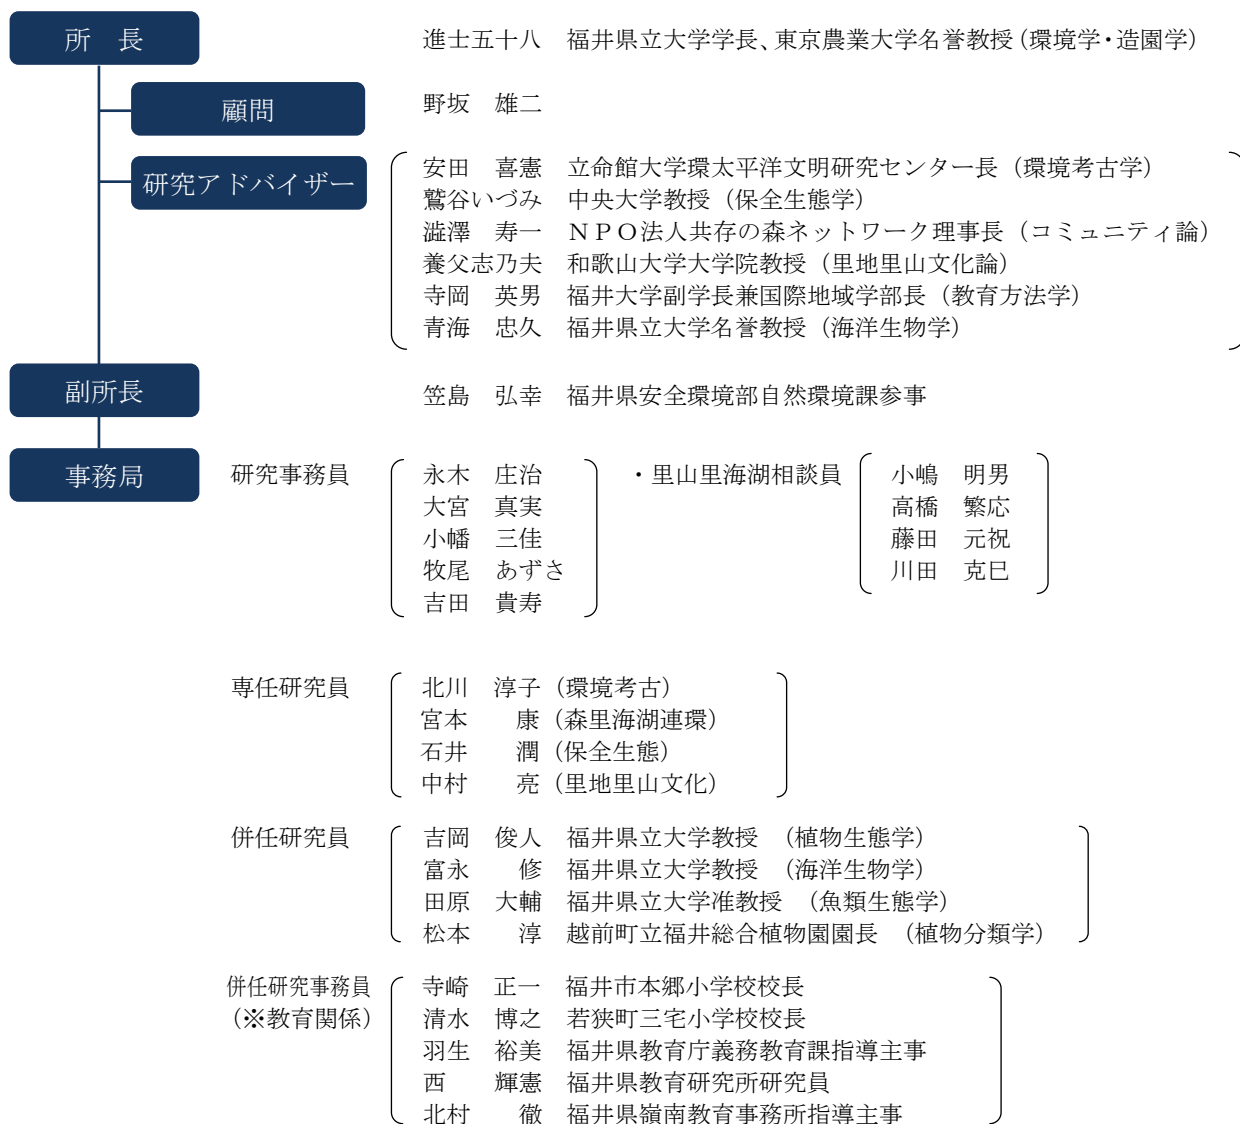 所　長　進士五十八　福井県立大学学長、東京農業大学名誉教授（環境学・造園学）
顧問　野坂　雄二
研究アドバイザー
安田　喜憲　立命館大学環太平洋文明研究センター長（環境考古学）
鷲谷いづみ　中央大学教授（保全生態学）
澁澤　寿一　ＮＰＯ法人共存の森ネットワーク理事長（コミュニティ論）
養父志乃夫　和歌山大学大学院教授（里地里山文化論）
寺岡　英男　福井大学副学長兼国際地域学部長（教育方法学）
青海　忠久　福井県立大学名誉教授（海洋生物学）
副所長　笠島　弘幸　福井県安全環境部自然環境課参事
事務局
研究事務員
永木　庄治
大宮　真実
小幡　三佳
牧尾　あずさ
吉田　貴寿
・里山里海湖相談員
小嶋　明男
高橋　繁応
藤田　元祝
川田　克巳
専任研究員
北川　淳子（環境考古）
宮本　　康（森里海湖連環）
石井　　潤（保全生態）
中村　　亮（里地里山文化）
併任研究員
吉岡　俊人　福井県立大学教授　（植物生態学）
富永　　修　福井県立大学教授　（海洋生物学）
田原　大輔　福井県立大学准教授　（魚類生態学）
松本　　淳　越前町立福井総合植物園園長　（植物分類学）
併任研究事務員
（※教育関係）
寺崎　正一　福井市本郷小学校校長
清水　博之　若狭町三宅小学校校長
羽生　裕美　福井県教育庁義務教育課指導主事
西　　輝憲　福井県教育研究所研究員
北村　　徹　福井県嶺南教育事務所指導主事